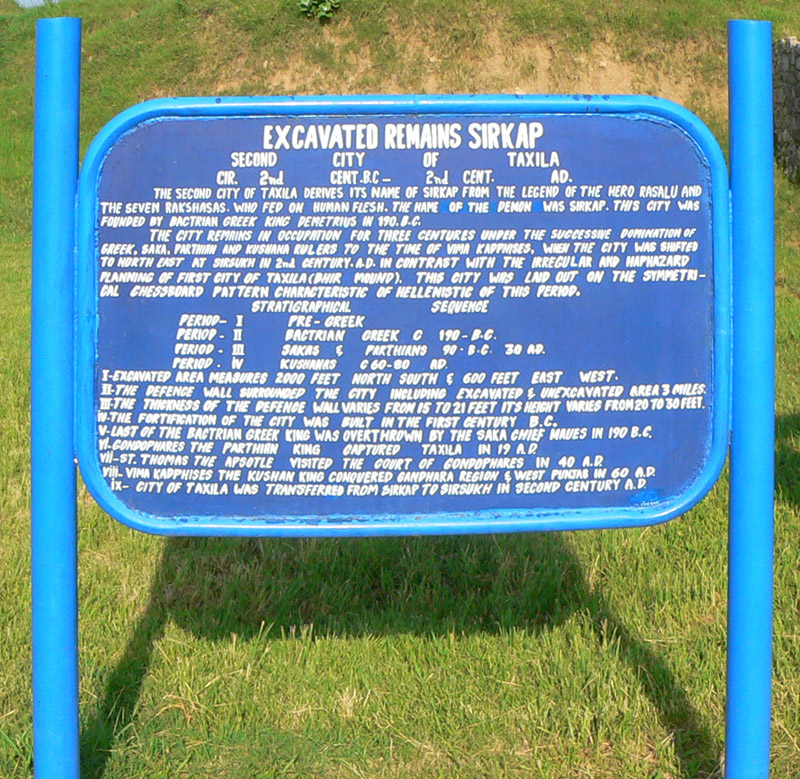 EXCAVATED REMAINS SIRKAP
SECOND CITY OF TAXILA
CIR. 2nd CENT.B.C- 2nd CENT. AD.
THE SECOND CITY OF TAXILA DERIVES ITS NAME OF SIRKAP FROM THE LEGEND OF THE HERO RASALU AND
THE SEVEN RAKSHASAS. WHO FED ON HUMAN FLESH. THE NAME OF THE DEMON WAS SIRKAP. THIS CITY WAS
FOUNDED BY BACTRIAN GREEK KING DEMETRIUS IN 190. B.C.
THE CITY REMAINS IN OCCUPATION FOR THREE CENTURES UNDER THE SUCCESSIVE DOMINATION OF
GREEK, SAKA, PARTHIAN AND KUSHANA RULERS TO THE TIME OF VIMA KADPHISES, WHEN THE CITY WAS SHIFTED
TO NORTH EAST AT SIRSUKH IN 2nd CENTURY. A.D. IN CONTRAST WITH THE IRREGULAR AND HAPHAZARD
PLANNING OF FIRST CITY OF TAXILA (BHIR MOUND). THIS CITY WAS LAID OUT ON THE SYMMETRI-
CAL CHESSBOARD PATTERN CHARACTERISTIC OF HELLENISTIC OF THIS PERIOD.
STRATIGRAPHICAL SEQUENCE
PERIOD- I PRE- GREEK
PERIOD - II BACTRIAN GREEK C 190- B.C.
PERIOD - III SAKAS & PARTHIANS 90- B.C. 30 AD.
PERIOD - IV KUSHANAS C 60-80 AD.
I-EXCAVATED AREA MEASURES 2000 FEET NORTH SOUTH & 600 FEET EAST WEST.
II-THE DEFENCE WALL SURROUNDED THE CITY INCLUDING EXCAVATED & UNEXCAVATED AREA 3 MILES.
III-THE THICKNESS OF THE DEFENCE WALL VARIES FROM 15 TO 21 FEET ITS HEIGHT VARIES FROM 20 TO 30 FEET.
IV-THE FORTIFICATION OF THE CITY WAS BUILT IN THE FIRST CENTURY B.C.
V-LAST OF THE BACTRIAN GREEK KING WAS OVERTHROWN BY THE SAKA CHIEF MAUES IN 190 B.C.
VI-GONDOPHARES THE PARTHIAN KING CAPTURED TAXILA IN 19 A.D
VII-ST. THOMAS THE APSOTLE VISITED THE COURT OF GONDOPHARES IN 40 A.D.
VIII-VIMA KADPHISES THE KUSHAN KING CONQUERED GANDHARA REGION & WEST PUNJAB IN 60 A.D.
IX- CITY OF TAXILA WAS TRANSFERRED FROM SIRKAP TO SIRSUKH IN SECOND CENTURY A.D.